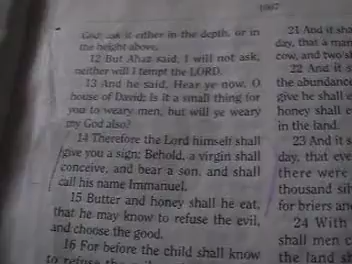 1067
God; ask it either in the depth, or in
the height above.
12 But Ahaz said, I will not ask,
neither will I tempt the LORD.
13 And he said, Hear ye now, O
house of David; Is it a small thing for
you to weary men, but will ye weary
my God also?
14 Therefore the Lord himself shall
give you a sign; Behold, a virgin shall
conceive, and bear a son, and shall
call his name Immanuel.
15 Butter and honey shall he eat,
that he may know to refuse the evil,
and choose the good.
16 For before the child shall know
to refuse the evil
21 And it sha
day, that a man
cow, and two s
22 And it s
the abundance
give he shall e
honey shall e
in the land.
23 And it s
day, that eve
there were
thousand sil
for briers an
24 With
shall men c
the land sh